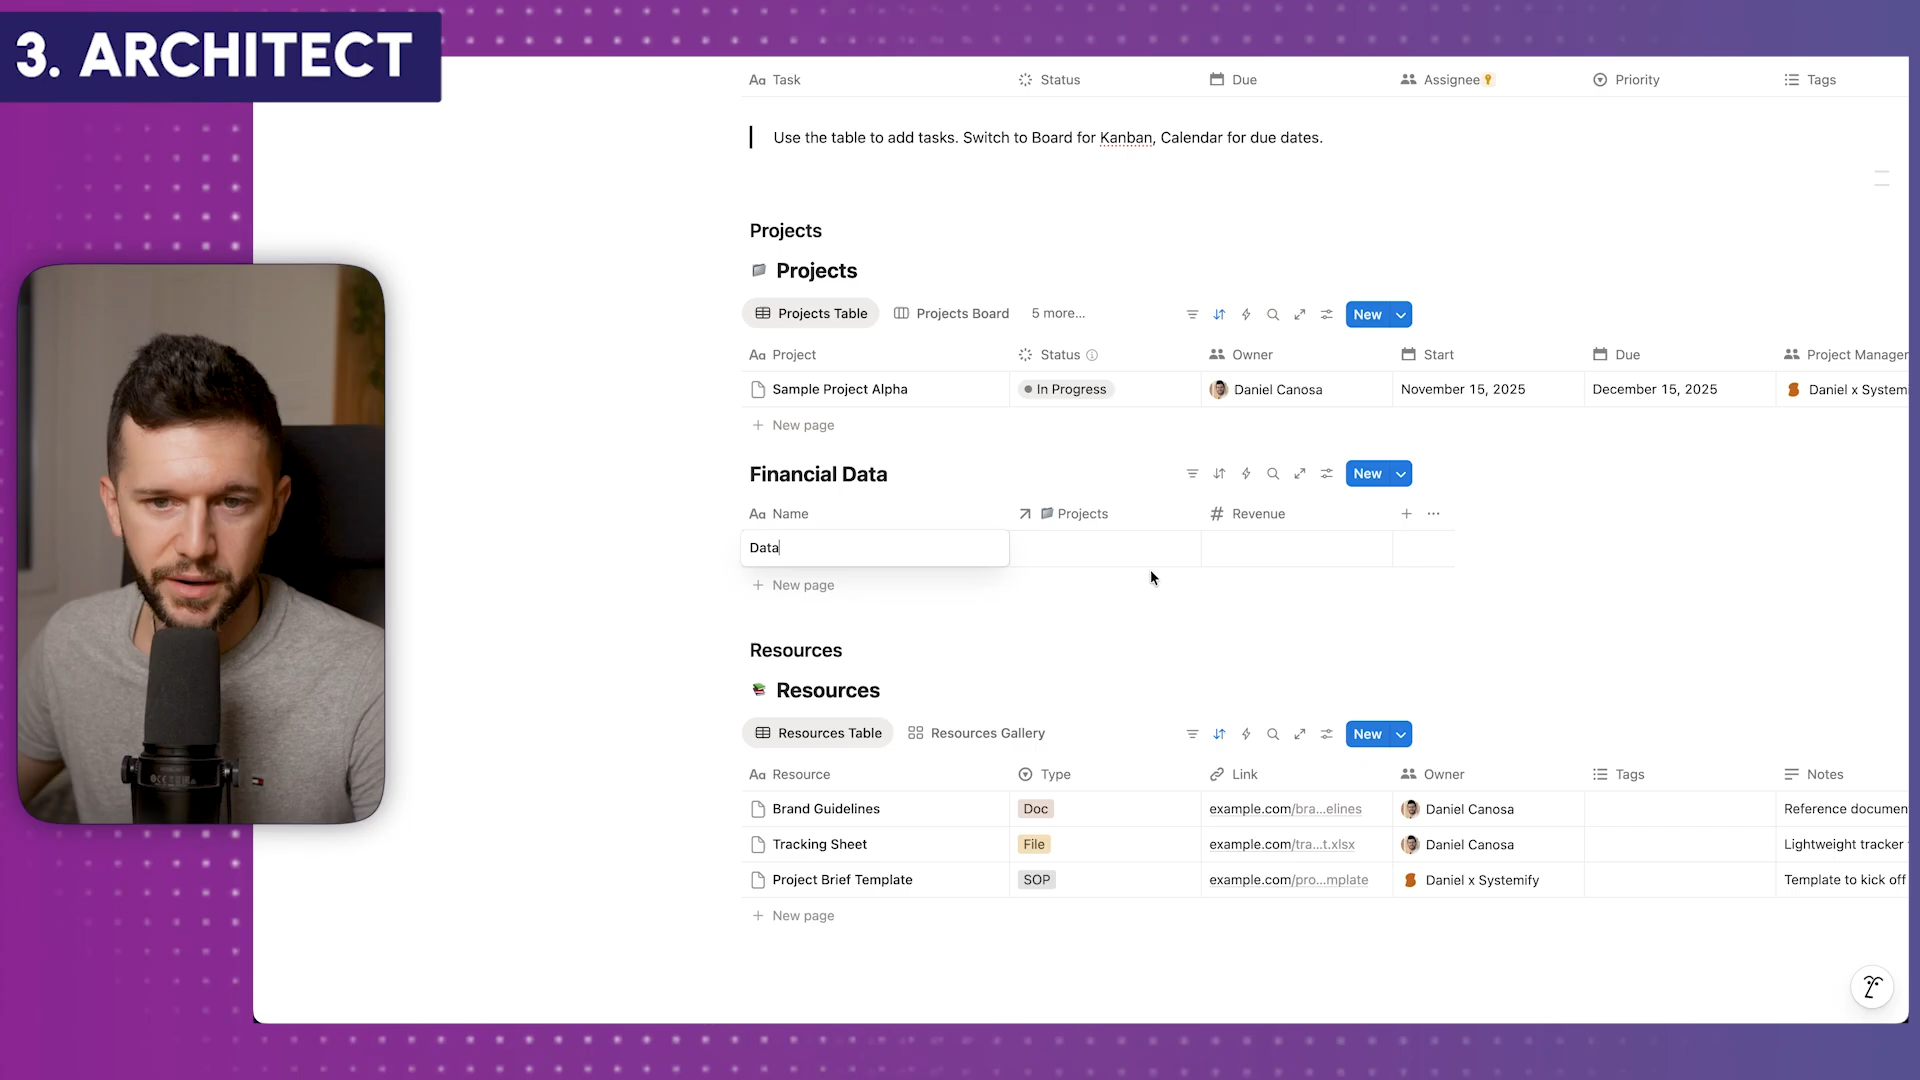 3. ARCHITECT
Aa Task Status Due Assignee Priority Tags
Use the table to add tasks. Switch to Board for Kanban, Calendar for due dates.
Projects
Projects
Projects Table Projects Board 5 more... New
Aa Project Status Owner Start Due Project Manager
Sample Project Alpha In Progress Daniel Canosa November 15, 2025 December 15, 2025 Daniel x System
+ New page
Financial Data New
Aa Name Projects # Revenue + ...
Data
+ New page
Resources
Resources
Resources Table Resources Gallery New
Aa Resource Type Link Owner Tags Notes
Brand Guidelines Doc example.com/bra...elines Daniel Canosa Reference documen
Tracking Sheet File example.com/tra...t.xlsx Daniel Canosa Lightweight tracker
Project Brief Template SOP example.com/pro...mplate Daniel x Systemify Template to kick off
+ New page